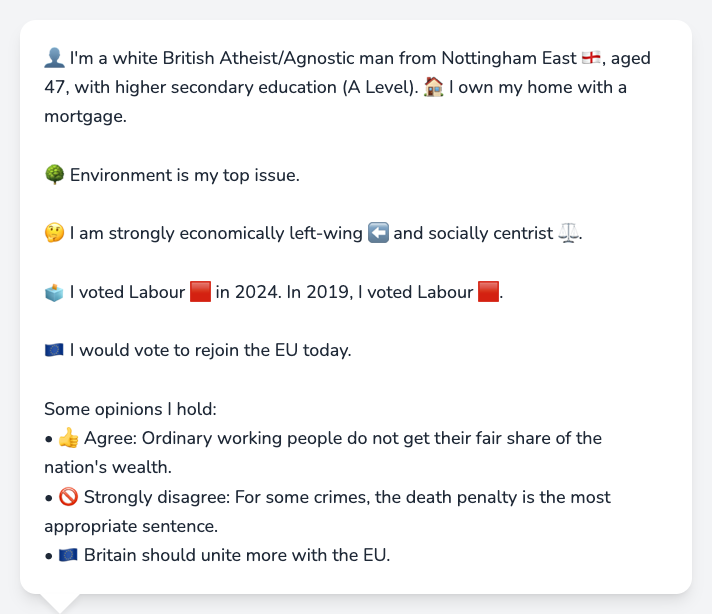 👤 I'm a white British Atheist/Agnostic man from Nottingham East 🏴󠁧󠁢󠁥󠁮󠁧󠁿, aged
47, with higher secondary education (A Level). 🏠 I own my home with a
mortgage.
🌳 Environment is my top issue.
🤔 I am strongly economically left-wing ⬅️ and socially centrist ⚖️.
🗳️ I voted Labour 🟥 in 2024. In 2019, I voted Labour 🟥.
🇪🇺 I would vote to rejoin the EU today.
Some opinions I hold:
• 👍 Agree: Ordinary working people do not get their fair share of the
nation's wealth.
• 🚫 Strongly disagree: For some crimes, the death penalty is the most
appropriate sentence.
• 🇪🇺 Britain should unite more with the EU.